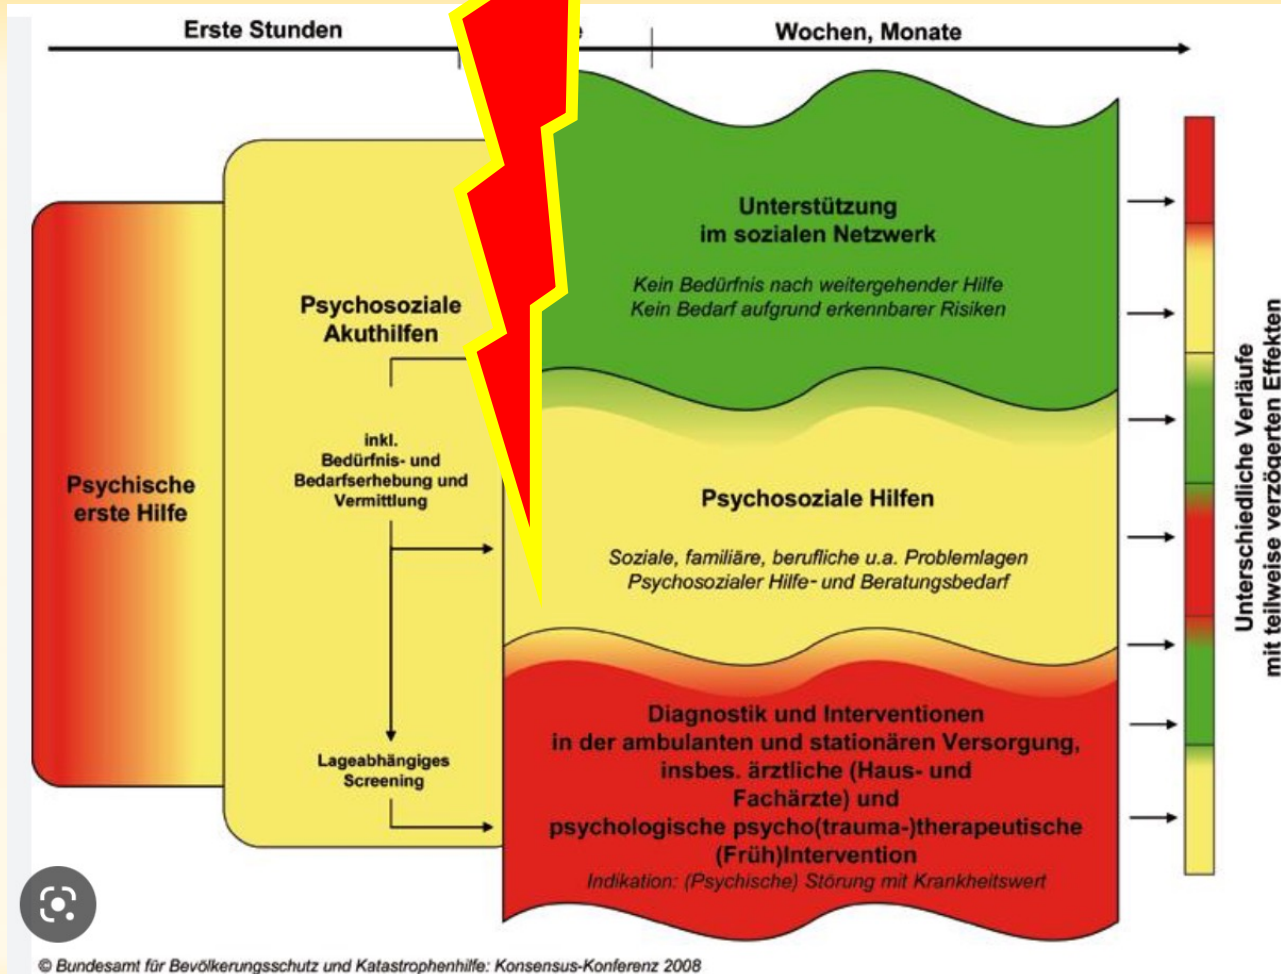 Erste Stunden
Wochen, Monate
Unterstützung
im sozialen Netzwerk
Kein Bedürfnis nach weitergehender Hilfe
Kein Bedarf aufgrund erkennbarer Risiken
Psychosoziale
Akuthilfen
inkl.
Bedürfnis- und
Bedarfserhebung und
Vermittlung
Psychische
erste Hilfe
Psychosoziale Hilfen
Soziale, familiäre, berufliche u.a. Problemlagen
Psychosozialer Hilfe- und Beratungsbedarf
Lageabhängiges
Screening
Diagnostik und Interventionen
in der ambulanten und stationären Versorgung,
insbes. ärztliche (Haus- und
Fachärzte) und
psychologische psycho(trauma-)therapeutische
(Früh)Intervention
Indikation: (Psychische) Störung mit Krankheitswert
Unterschiedliche Verläufe
mit teilweise verzögerten Effekten
© Bundesamt für Bevölkerungsschutz und Katastrophenhilfe: Konsensus-Konferenz 2008